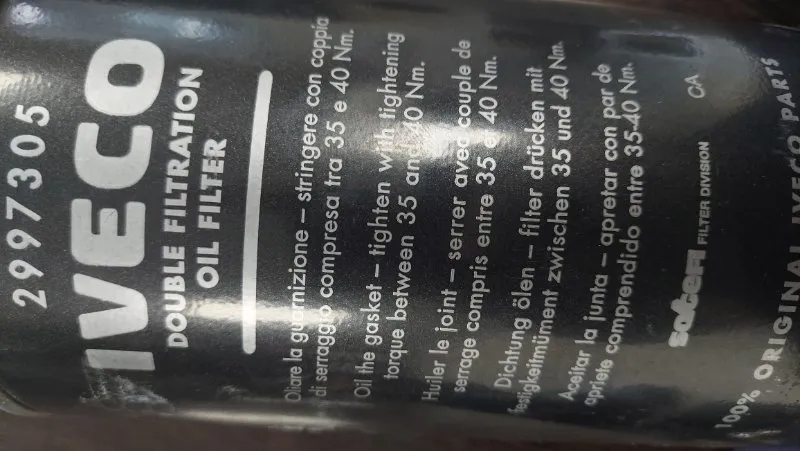 2997305
IVECO
DOUBLE FILTRATION
OIL FILTER
Oliare la guarnizione – stringere con coppia
di serraggio compresa tra 35 e 40 Nm.
Oil the gasket – tighten with tightening
torque between 35 and 40 Nm.
Huiler le joint – serrer avec couple de
serrage compris entre 35 et 40 Nm.
Dichtung ölen – filter drücken mit
festigkeitmüment zwischen 35 und 40 Nm.
Aceitar la junta – apretar con par de
apriete comprendido entre 35-40 Nm.
sogefi FILTER DIVISION CA
100% ORIGINAL IVECO PARTS